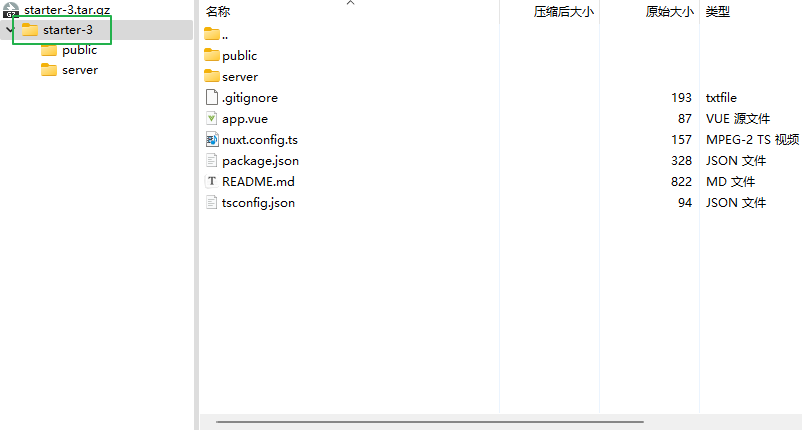 starter-3.tar.gz
starter-3
public
server
名称 压缩后大小 原始大小 类型
..
public
server
.gitignore 193 txtfile
app.vue 87 VUE 源文件
nuxt.config.ts 157 MPEG-2 TS 视频
package.json 328 JSON 文件
README.md 822 MD 文件
tsconfig.json 94 JSON 文件